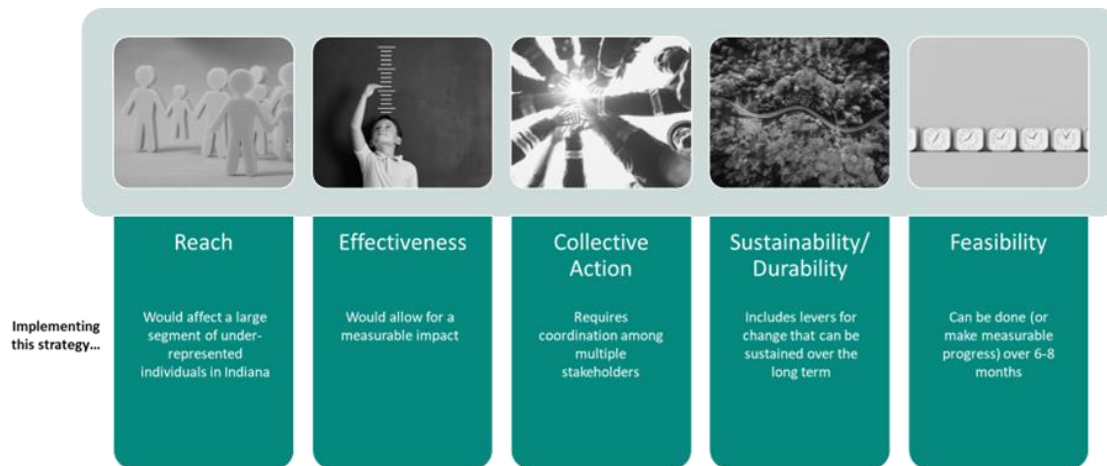 Reach
Effectiveness
Collective
Action
Sustainability/
Durability
Feasibility
Implementing
this strategy...
Would affect a large
segment of under-
represented
individuals in Indiana
Would allow for a
measurable impact
Requires
coordination among
multiple
stakeholders
Includes levers for
change that can be
sustained over the
long term
Can be done (or
make measurable
progress) over 6-8
months